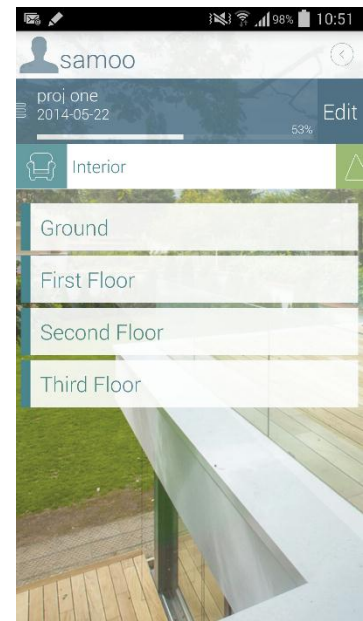 98% 10:51
samoo
proj one
2014-05-22
53%
Edit
Interior
Ground
First Floor
Second Floor
Third Floor